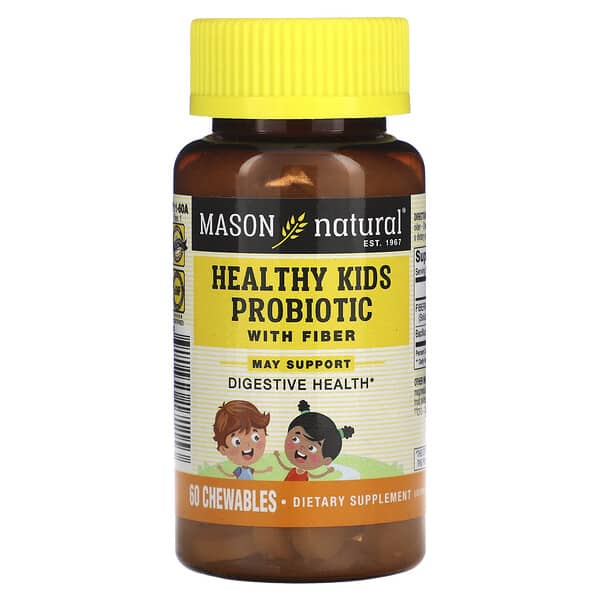 MASON natural®
EST. 1967
HEALTHY KIDS
PROBIOTIC
WITH FIBER
MAY SUPPORT
DIGESTIVE HEALTH*
60 CHEWABLES • DIETARY SUPPLEMENT